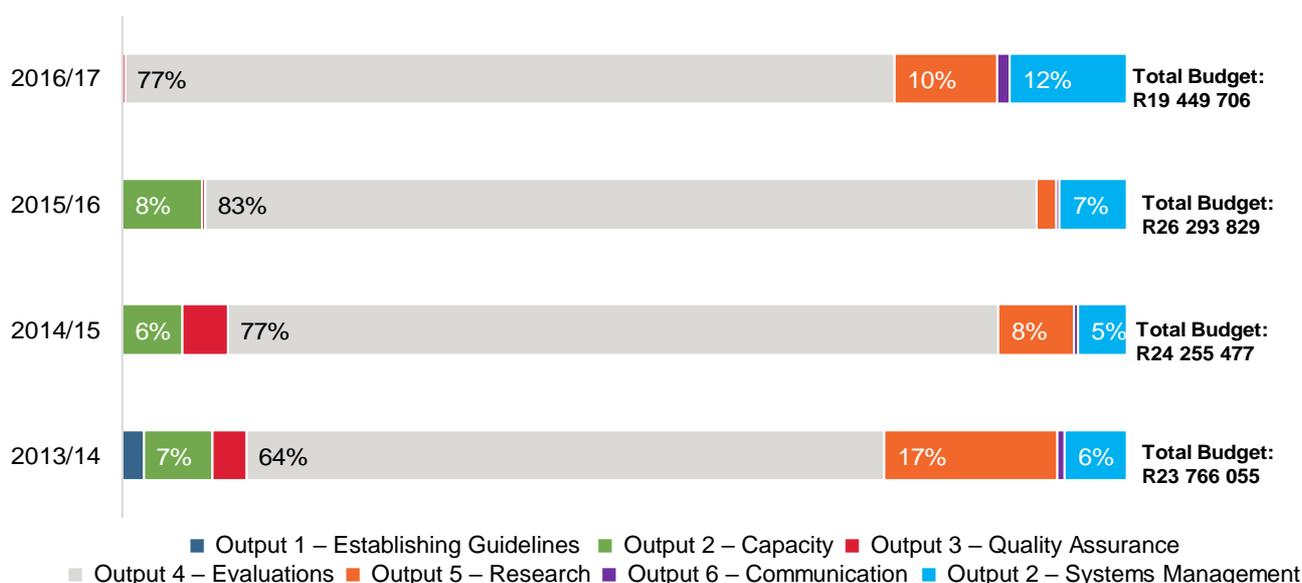 2016/17 77% 10% 12% Total Budget:
R19 449 706
2015/16 8% 83% 7% Total Budget:
R26 293 829
2014/15 6% 77% 8% 5% Total Budget:
R24 255 477
2013/14 7% 64% 17% 6% Total Budget:
R23 766 055
Output 1 – Establishing Guidelines Output 2 – Capacity Output 3 – Quality Assurance
Output 4 – Evaluations Output 5 – Research Output 6 – Communication Output 2 – Systems Management